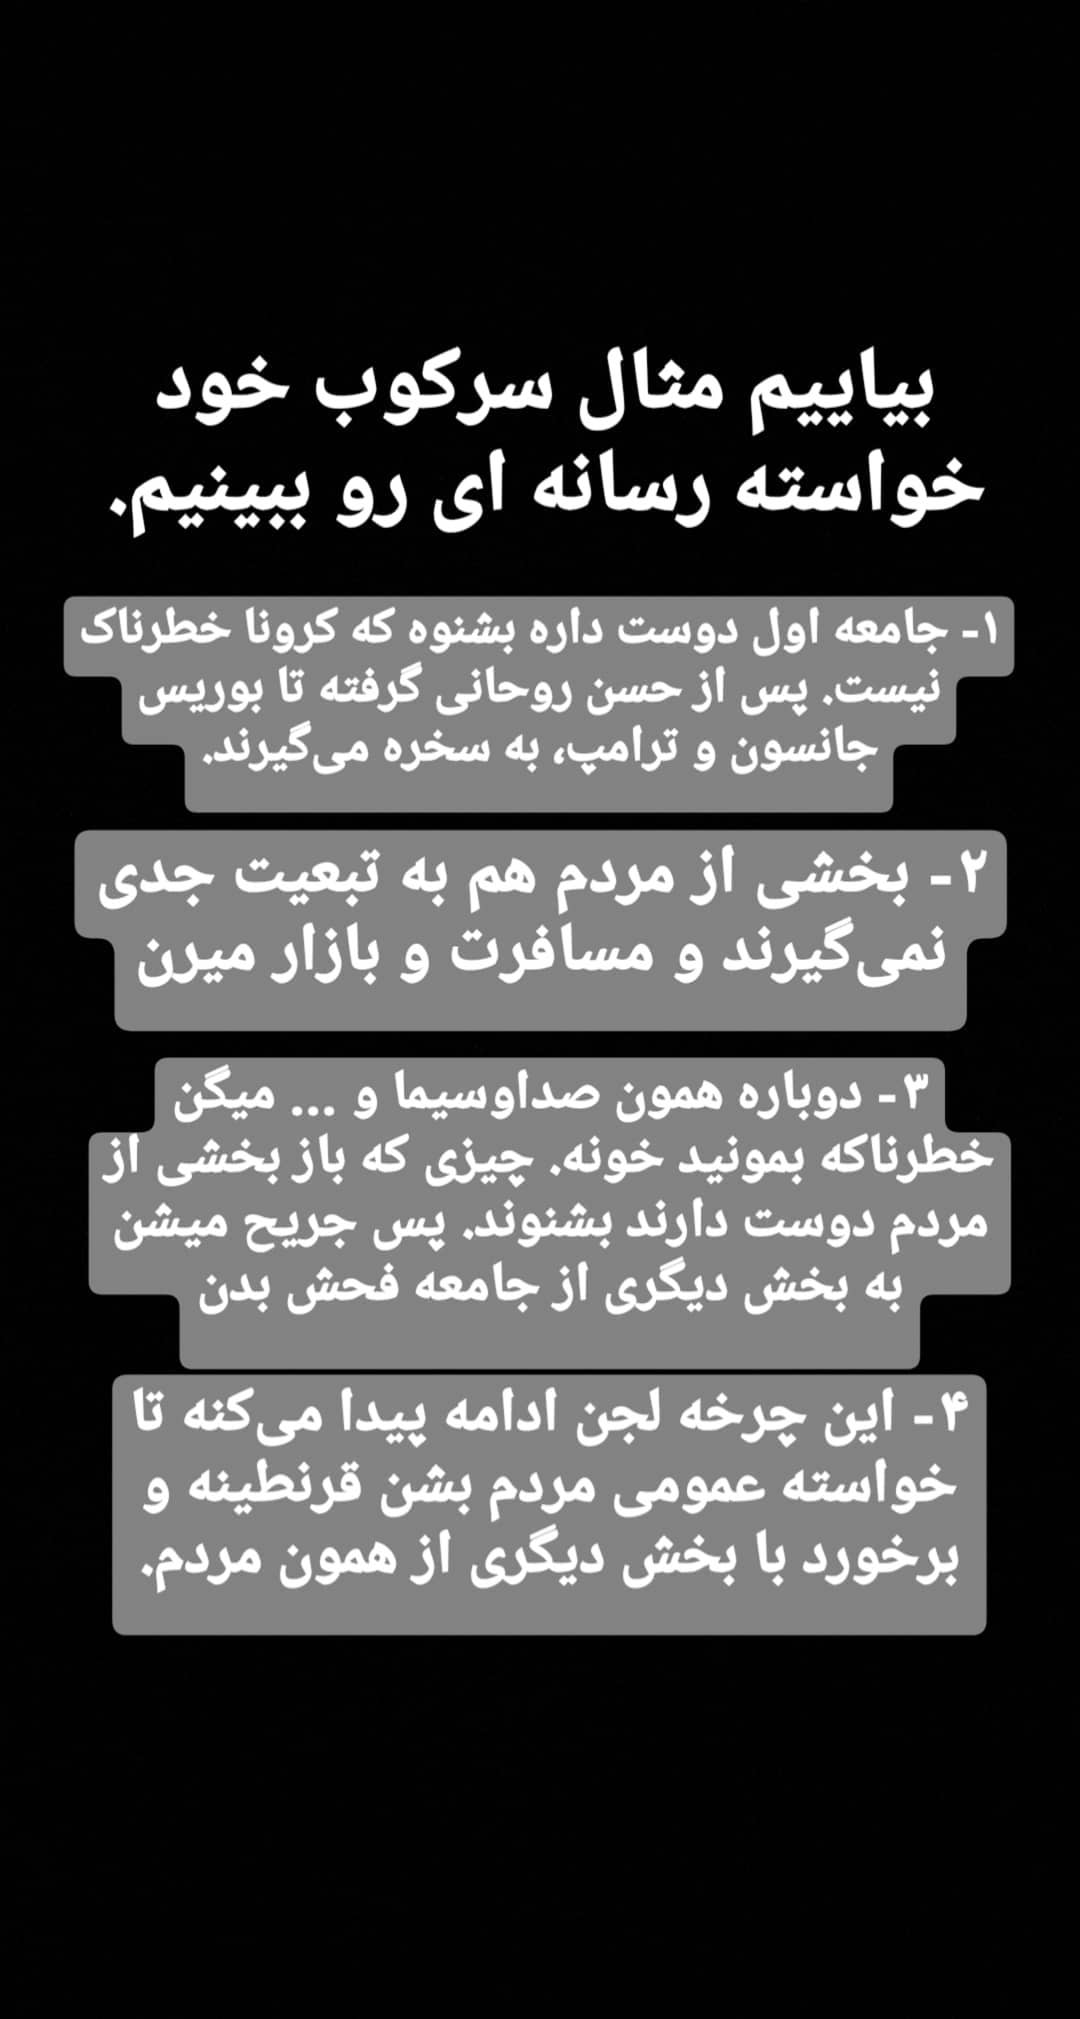 بیاییم مثال سرکوب خود
خواسته رسانه ای رو ببینیم.
۱- جامعه اول دوست داره بشنوه که کرونا خطرناک
نیست. پس از حسن روحانی گرفته تا بوریس
جانسون و ترامپ، به سخره می‌گیرند.
۲- بخشی از مردم هم به تبعیت جدی
نمی‌گیرند و مسافرت و بازار میرن
۳- دوباره همون صداوسیما و ... میگن
خطرناکه بمونید خونه. چیزی که باز بخشی از
مردم دوست دارند بشنوند. پس جریح میشن
به بخش دیگری از جامعه فحش بدن
۴- این چرخه لجن ادامه پیدا می‌کنه تا
خواسته عمومی مردم بشن قرنطینه و
برخورد با بخش دیگری از همون مردم.